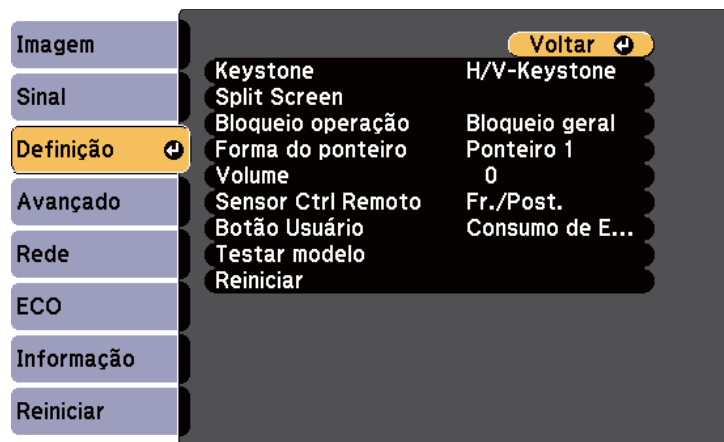 Imagem
Sinal
Definição
Avançado
Rede
ECO
Informação
Reiniciar
Voltar
Keystone H/V-Keystone
Split Screen
Bloqueio operação Bloqueio geral
Forma do ponteiro Ponteiro 1
Volume 0
Sensor Ctrl Remoto Fr./Post.
Botão Usuário Consumo de E...
Testar modelo
Reiniciar